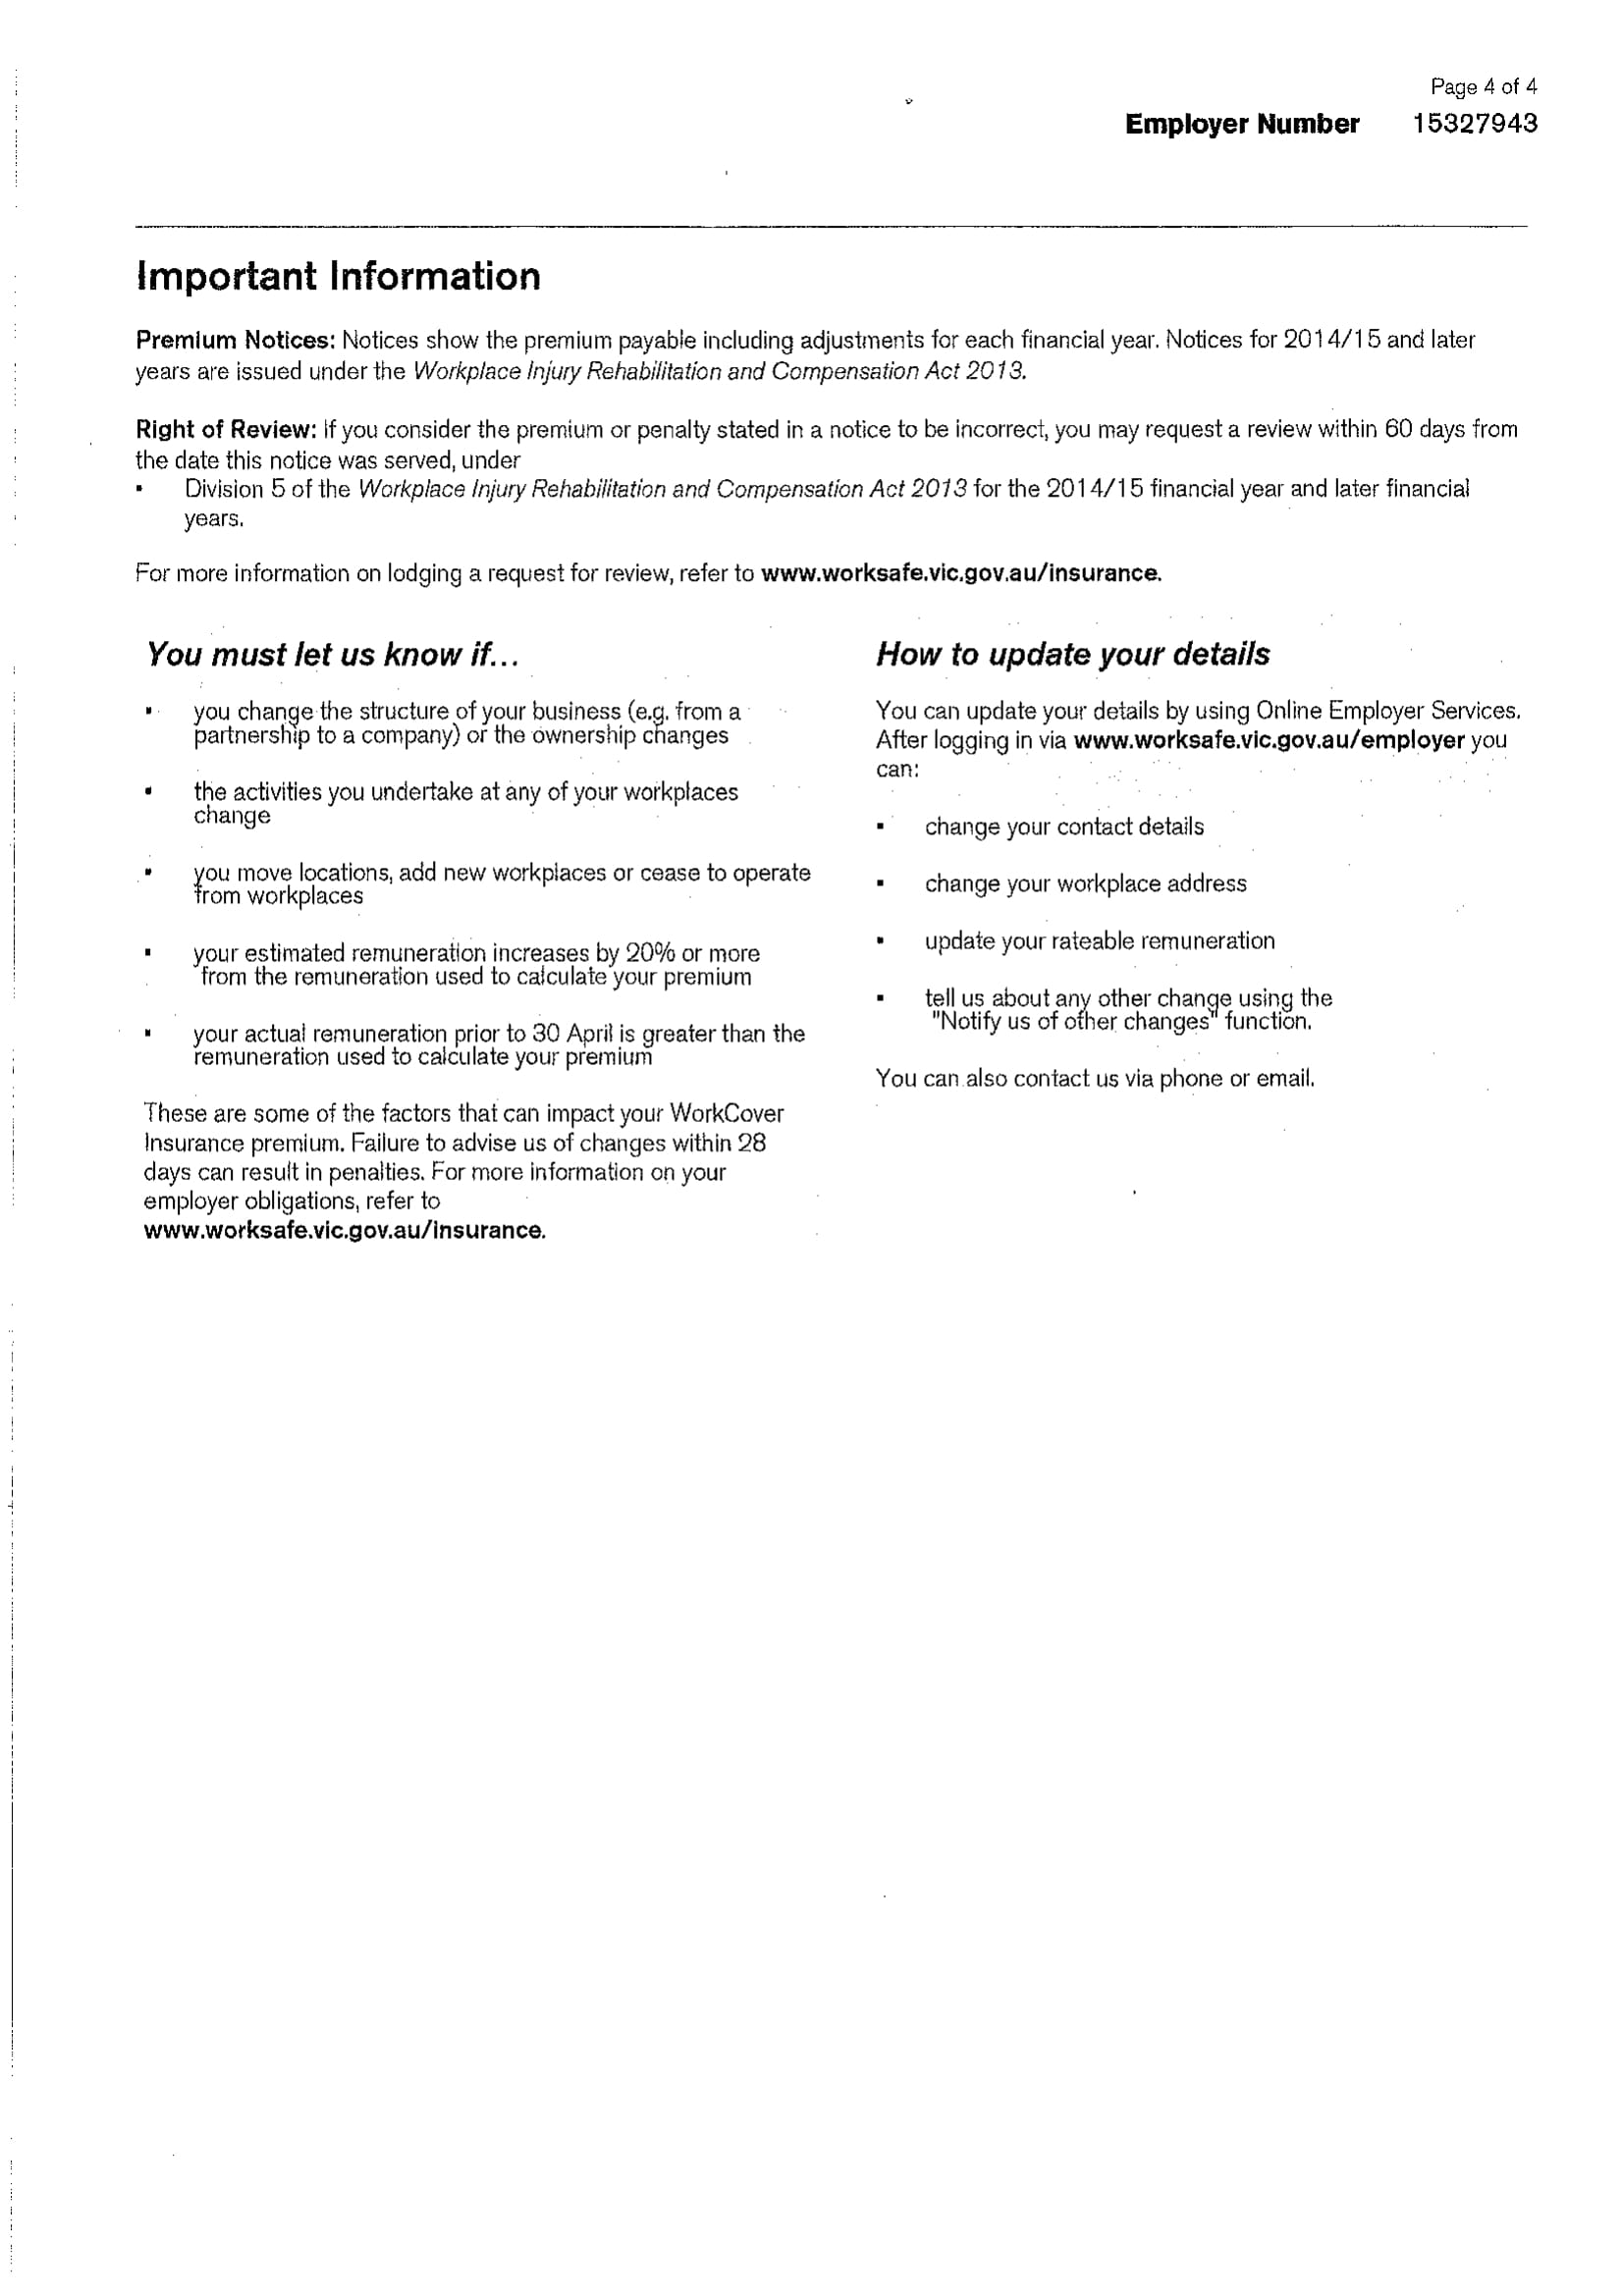 Page 4 of 4
Employer Number 15327943
Important Information
Premium Notices: Notices show the premium payable including adjustments for each financial year. Notices for 2014/15 and later
years are issued under the Workplace Injury Rehabilitation and Compensation Act 2013.
Right of Review: If you consider the premium or penalty stated in a notice to be incorrect, you may request a review within 60 days from
the date this notice was served, under
▪ Division 5 of the Workplace Injury Rehabilitation and Compensation Act 2013 for the 2014/15 financial year and later financial
years.
For more information on lodging a request for review, refer to www.worksafe.vic.gov.au/insurance.
You must let us know if...
▪ you change the structure of your business (e.g. from a
partnership to a company) or the ownership changes
▪ the activities you undertake at any of your workplaces
change
▪ you move locations, add new workplaces or cease to operate
from workplaces
▪ your estimated remuneration increases by 20% or more
from the remuneration used to calculate your premium
▪ your actual remuneration prior to 30 April is greater than the
remuneration used to calculate your premium
These are some of the factors that can impact your WorkCover
Insurance premium. Failure to advise us of changes within 28
days can result in penalties. For more information on your
employer obligations, refer to
www.worksafe.vic.gov.au/insurance.
How to update your details
You can update your details by using Online Employer Services.
After logging in via www.worksafe.vic.gov.au/employer you
can:
▪ change your contact details
▪ change your workplace address
▪ update your rateable remuneration
▪ tell us about any other change using the
"Notify us of other changes" function.
You can also contact us via phone or email.